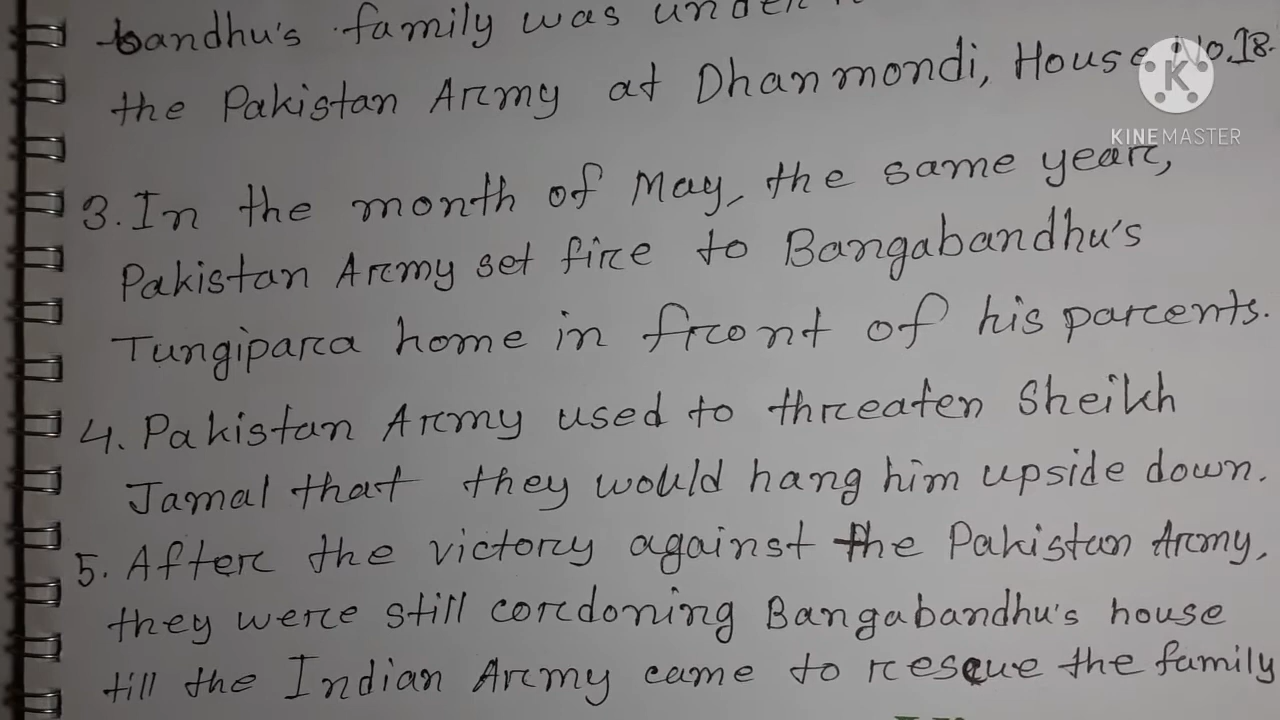 bandhu's family was under
the Pakistan Army at Dhanmondi, House No.18.
KINEMASTER
3. In the month of May, the same year,
Pakistan Army set fire to Bangabandhu's
Tungipara home in front of his parents.
4. Pakistan Army used to threaten Sheikh
Jamal that they would hang him upside down.
5. After the victory against the Pakistan Army,
they were still cordoning Bangabandhu's house
till the Indian Army came to rescue the family